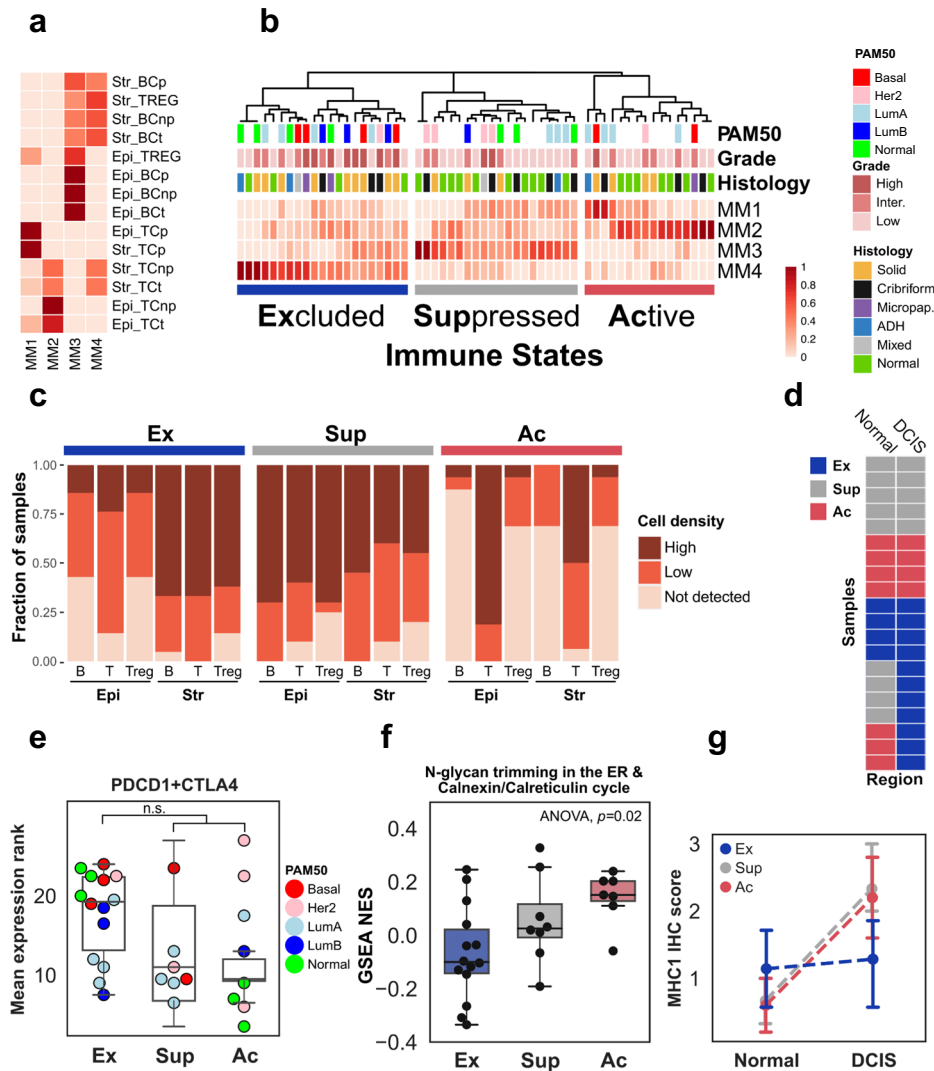 a
Str_BCp
Str_TREG
Str_BCnp
Str_BCt
Epi_TREG
Epi_BCp
Epi_BCnp
Epi_BCt
Epi_TCp
Str_TCp
Str_TCnp
Str_TCt
Epi_TCnp
Epi_TCt
MM1
MM2
MM3
MM4
b
PAM50
Grade
Histology
MM1
MM2
MM3
MM4
Excluded
Suppressed
Active
Immune States
1
0.8
0.6
0.4
0.2
0
PAM50
Basal
Her2
LumA
LumB
Normal
Grade
High
Inter.
Low
Histology
Solid
Cribriform
Micropap.
ADH
Mixed
Normal
c
Ex
Sup
Ac
Fraction of samples
1.00
0.75
0.50
0.25
0.00
B T Treg B T Treg
Epi Str
B T Treg B T Treg
Epi Str
B T Treg B T Treg
Epi Str
Cell density
High
Low
Not detected
d
Normal
DCIS
Ex
Sup
Ac
Samples
Region
e
PDCD1+CTLA4
n.s.
Mean expression rank
20
10
Ex Sup Ac
PAM50
Basal
Her2
LumA
LumB
Normal
f
N-glycan trimming in the ER &
Calnexin/Calreticulin cycle
ANOVA, p=0.02
GSEA NES
0.4
0.2
0.0
−0.2
−0.4
Ex Sup Ac
g
Ex
Sup
Ac
MHC1 IHC score
3
2
1
Normal DCIS